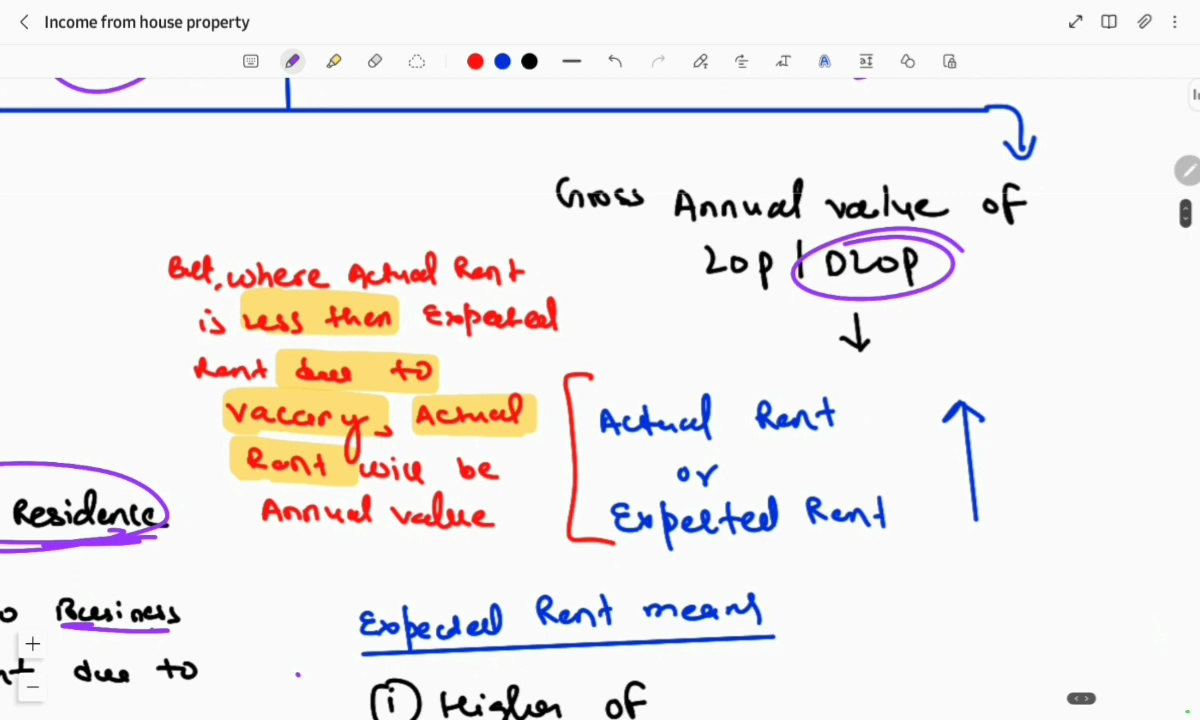 Income from house property
Gross Annual value of
LOP | DLOP
But, where Actual Rent
is less then Expected
Rent due to
Vaccary, Actual
Rent will be
Annual value
Actual Rent
or
Expected Rent
Residence
o Business
due to
Expected Rent means
(i) Higher of